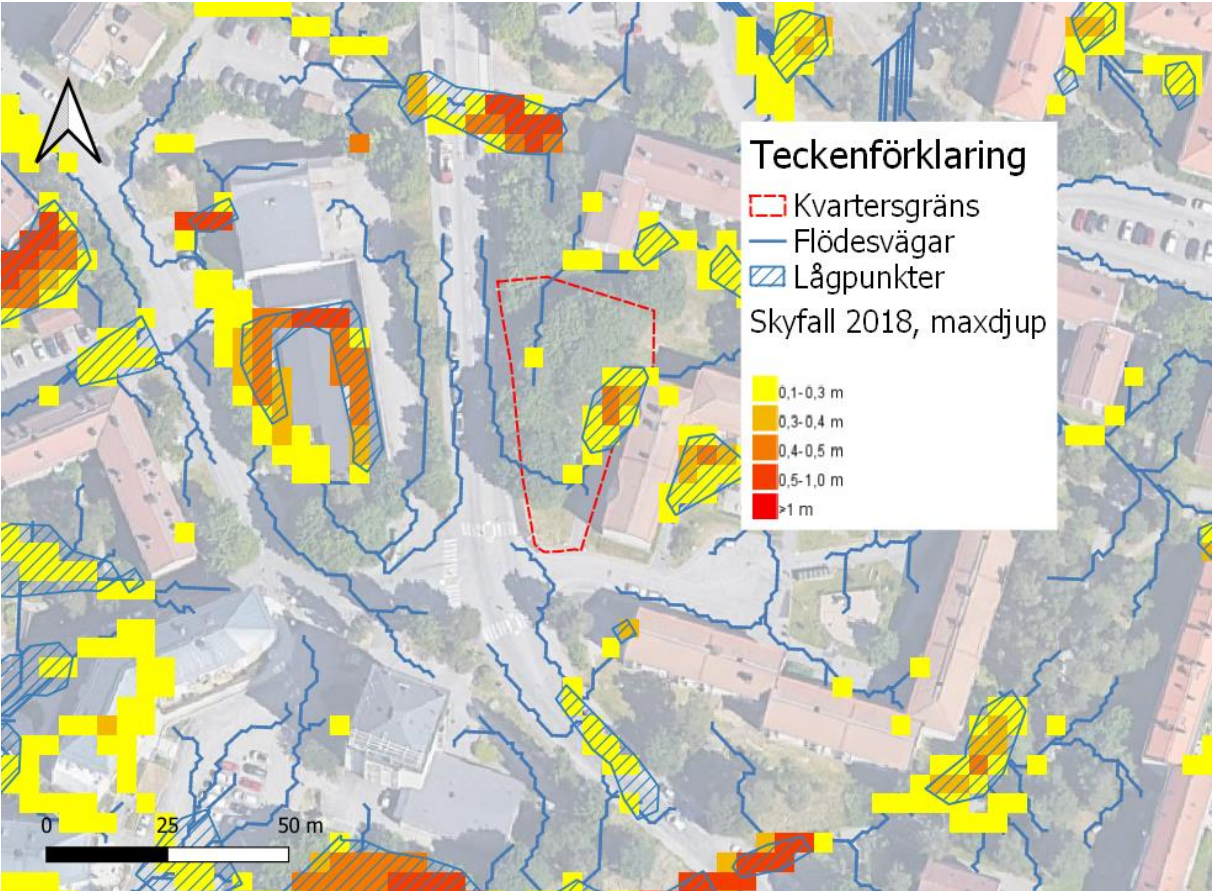 Teckenförklaring
Kvartersgräns
Flödesvägar
Lågpunkter
Skyfall 2018, maxdjup
0,1-0,3 m
0,3-0,4 m
0,4-0,5 m
0,5-1,0 m
>1 m
0 25 50 m